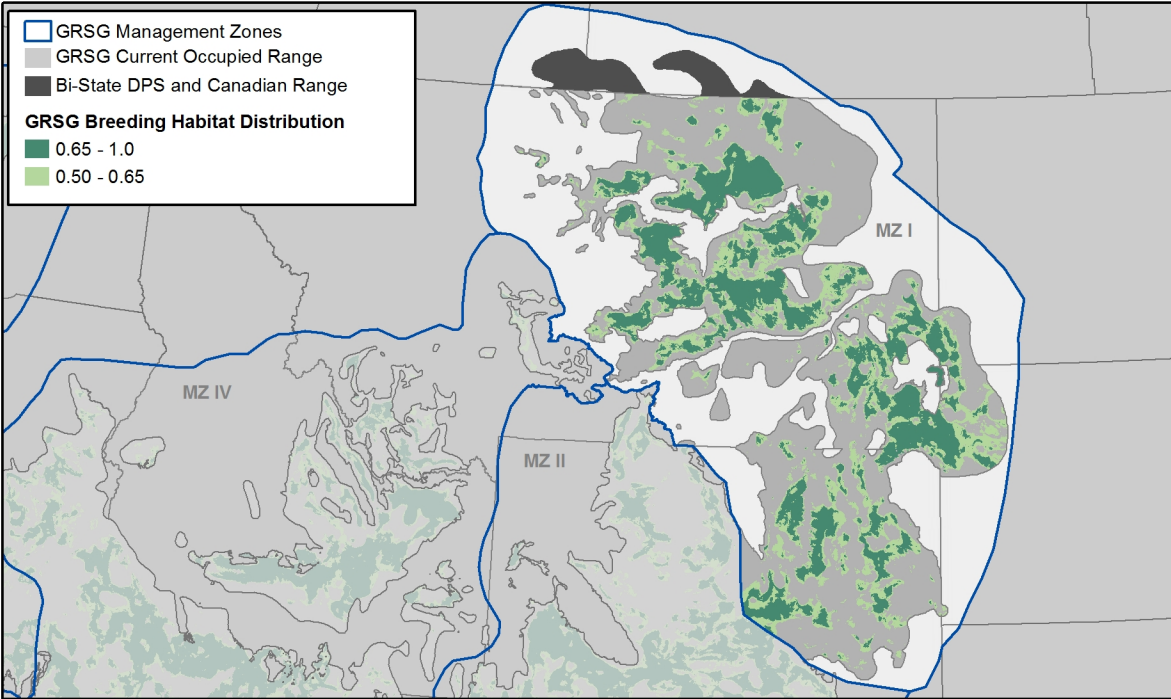 GRSG Management Zones
GRSG Current Occupied Range
Bi-State DPS and Canadian Range
GRSG Breeding Habitat Distribution
0.65 - 1.0
0.50 - 0.65
MZ I
MZ IV
MZ II